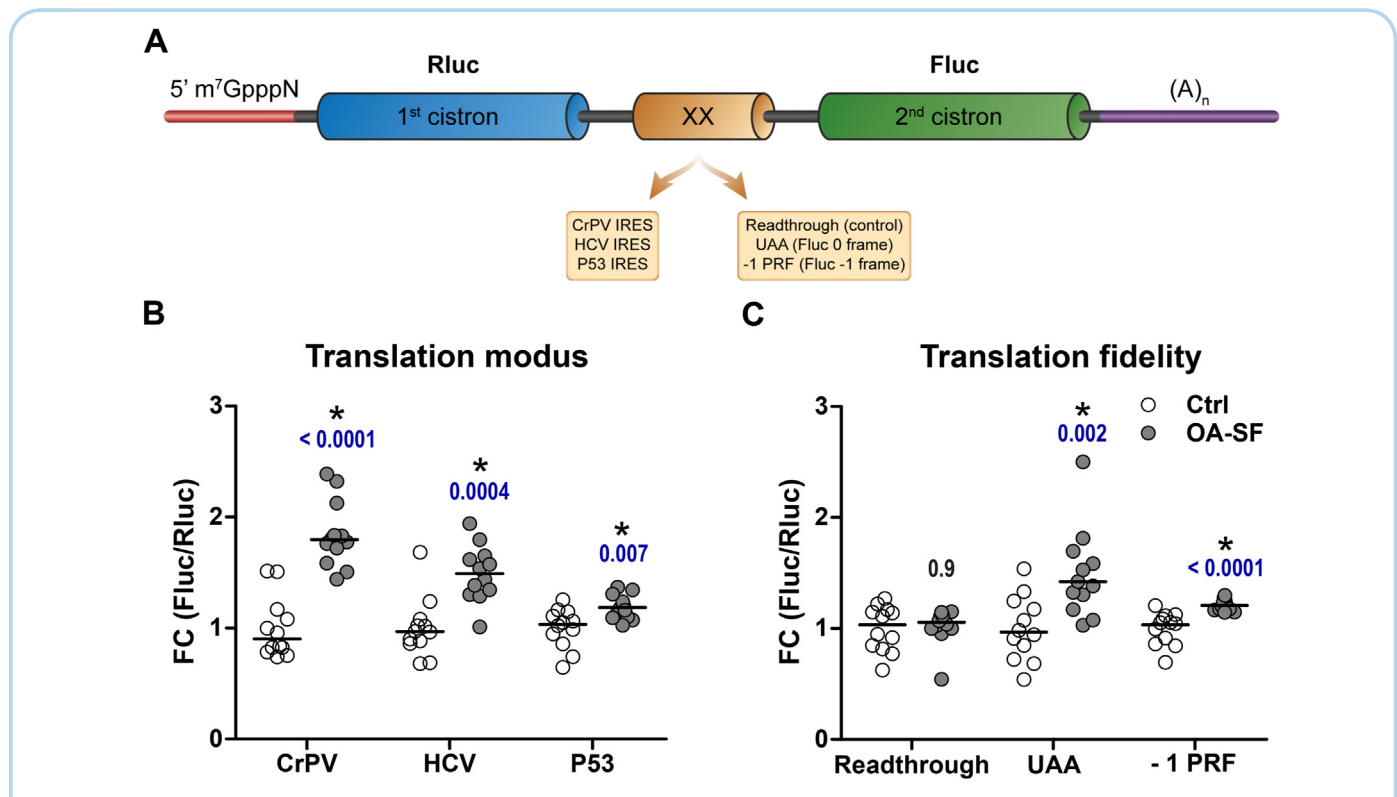 A
Rluc
Fluc
5’ m⁷GpppN
(A)ₙ
1ˢᵗ cistron
XX
2ⁿᵈ cistron
CrPV IRES
HCV IRES
P53 IRES
Readthrough (control)
UAA (Fluc 0 frame)
-1 PRF (Fluc -1 frame)
B
Translation modus
FC (Fluc/Rluc)
3
2
1
0
*
< 0.0001
*
0.0004
*
0.007
CrPV
HCV
P53
C
Translation fidelity
FC (Fluc/Rluc)
3
2
1
0
Ctrl
OA-SF
0.9
*
0.002
*
< 0.0001
Readthrough
UAA
- 1 PRF